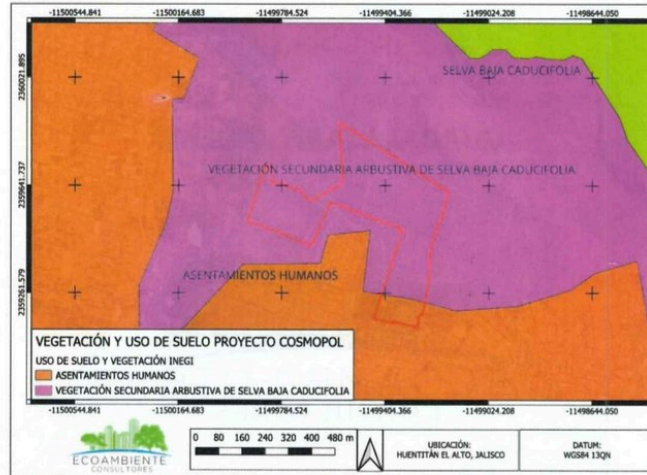 -11500544.841 -11500164.683 -11499784.524 -11499404.366 -11499024.208 -11498644.050
2360021.895
2359641.737
2359261.579
SELVA BAJA CADUCIFOLIA
VEGETACIÓN SECUNDARIA ARBUSTIVA DE SELVA BAJA CADUCIFOLIA
ASENTAMIENTOS HUMANOS
VEGETACIÓN Y USO DE SUELO PROYECTO COSMOPOL
USO DE SUELO Y VEGETACIÓN INEGI
ASENTAMIENTOS HUMANOS
VEGETACIÓN SECUNDARIA ARBUSTIVA DE SELVA BAJA CADUCIFOLIA
-11500544.841 -11500164.683 -11499784.524 -11499404.366 -11499024.208 -11498644.050
ECOAMBIENTE
CONSULTORES
0 80 160 240 320 400 480 m
UBICACIÓN:
HUENTITÁN EL ALTO, JALISCO
DATUM:
WGS84 13QN